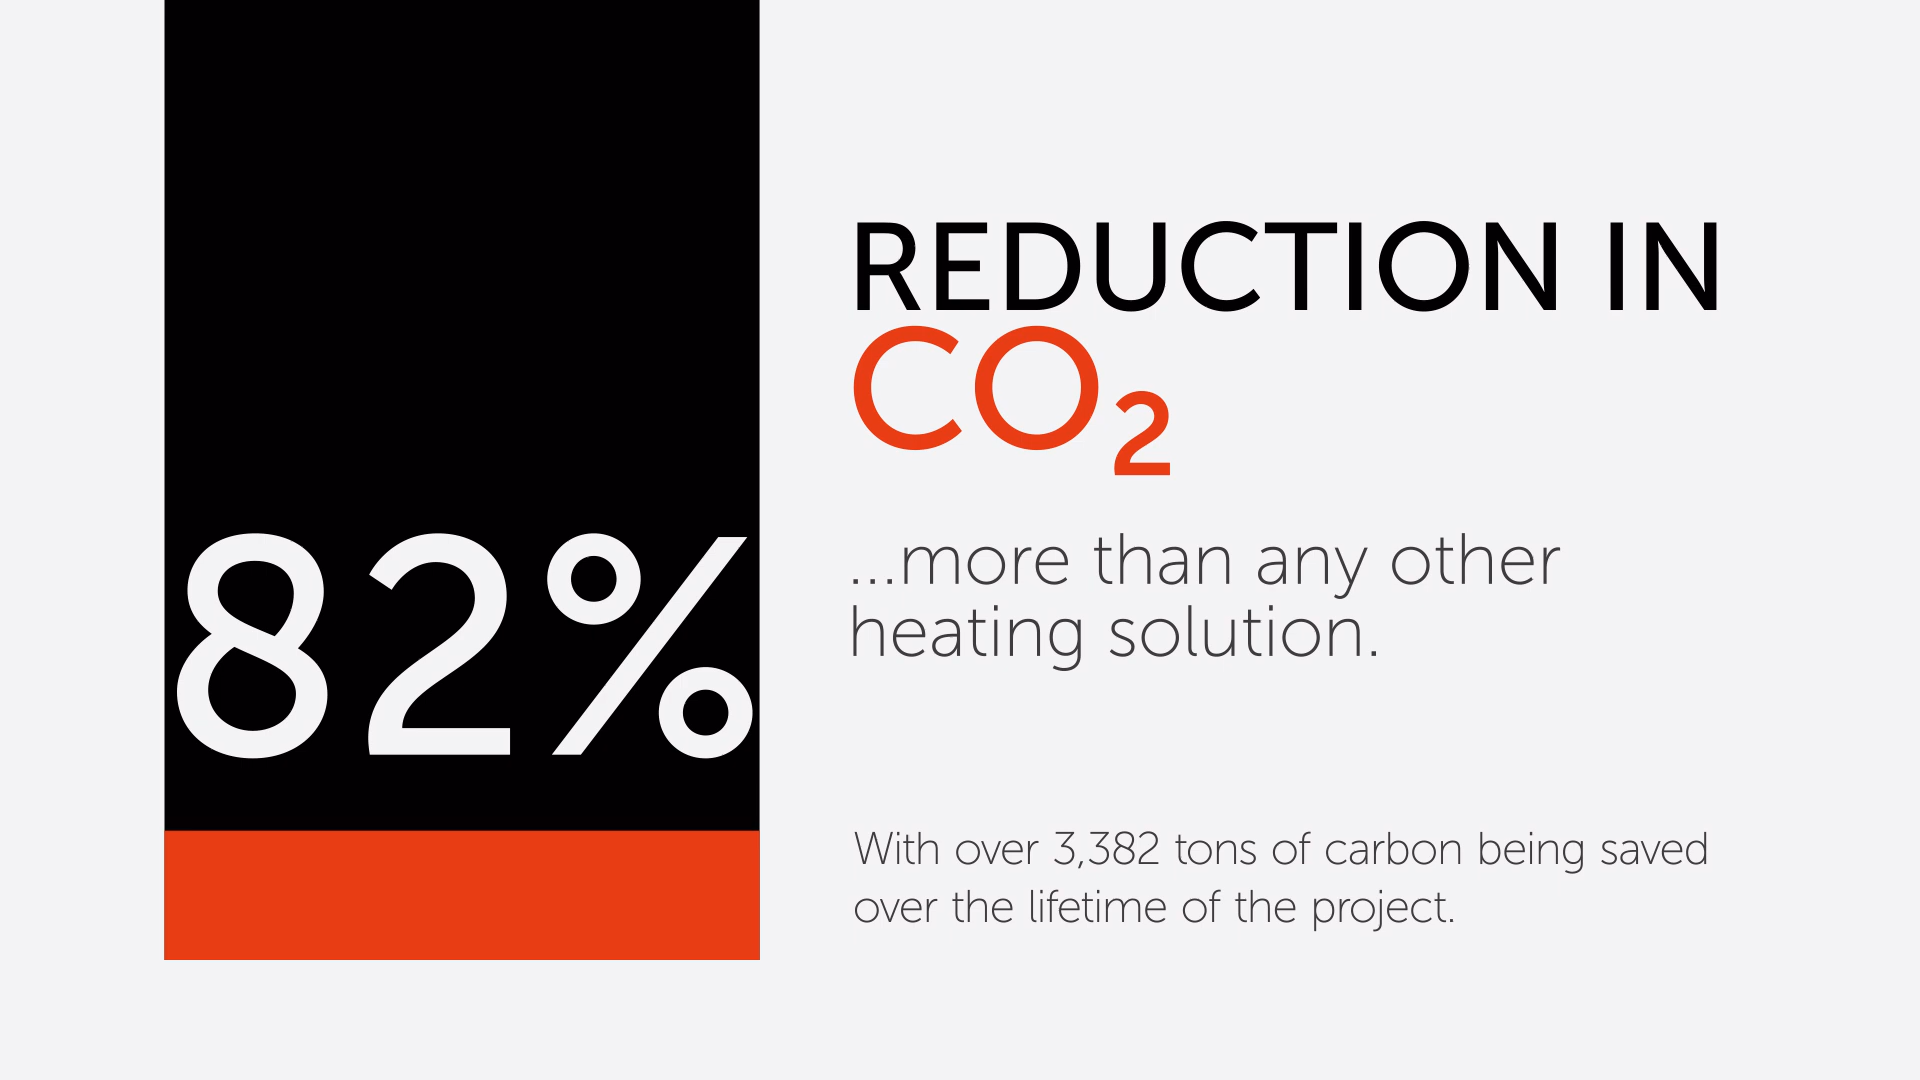 82%
REDUCTION IN
CO₂
...more than any other
heating solution.
With over 3,382 tons of carbon being saved
over the lifetime of the project.